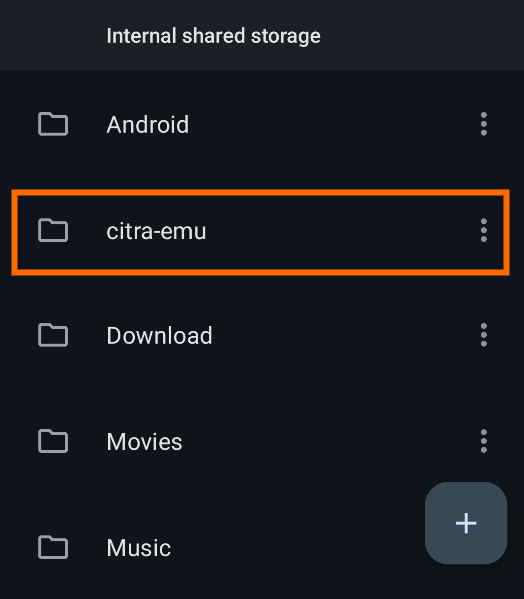 Internal shared storage
Android
citra-emu
Download
Movies
Music